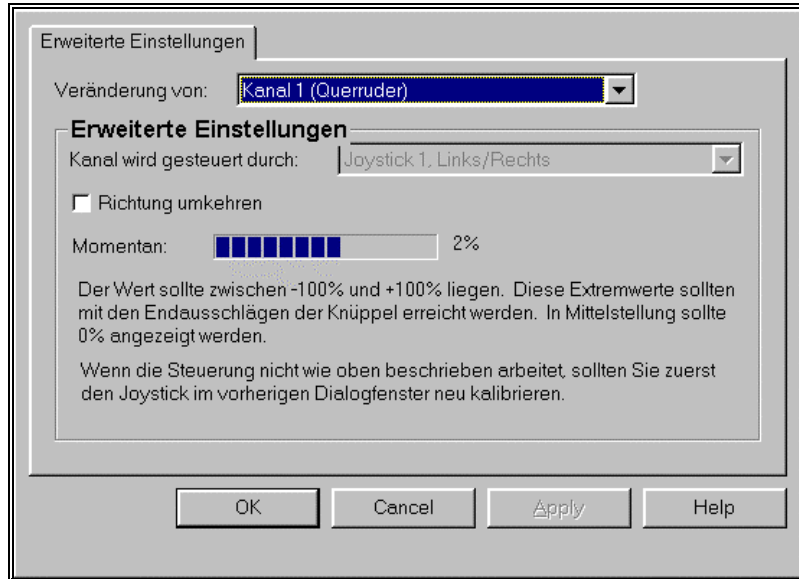 Erweiterte Einstellungen
Veränderung von: Kanal 1 (Querruder)
Erweiterte Einstellungen
Kanal wird gesteuert durch: Joystick 1, Links/Rechts
Richtung umkehren
Momentan: 2%
Der Wert sollte zwischen -100% und +100% liegen. Diese Extremwerte sollten
mit den Endausschlägen der Knüppel erreicht werden. In Mittelstellung sollte
0% angezeigt werden.
Wenn die Steuerung nicht wie oben beschrieben arbeitet, sollten Sie zuerst
den Joystick im vorherigen Dialogfenster neu kalibrieren.
OK Cancel Apply Help